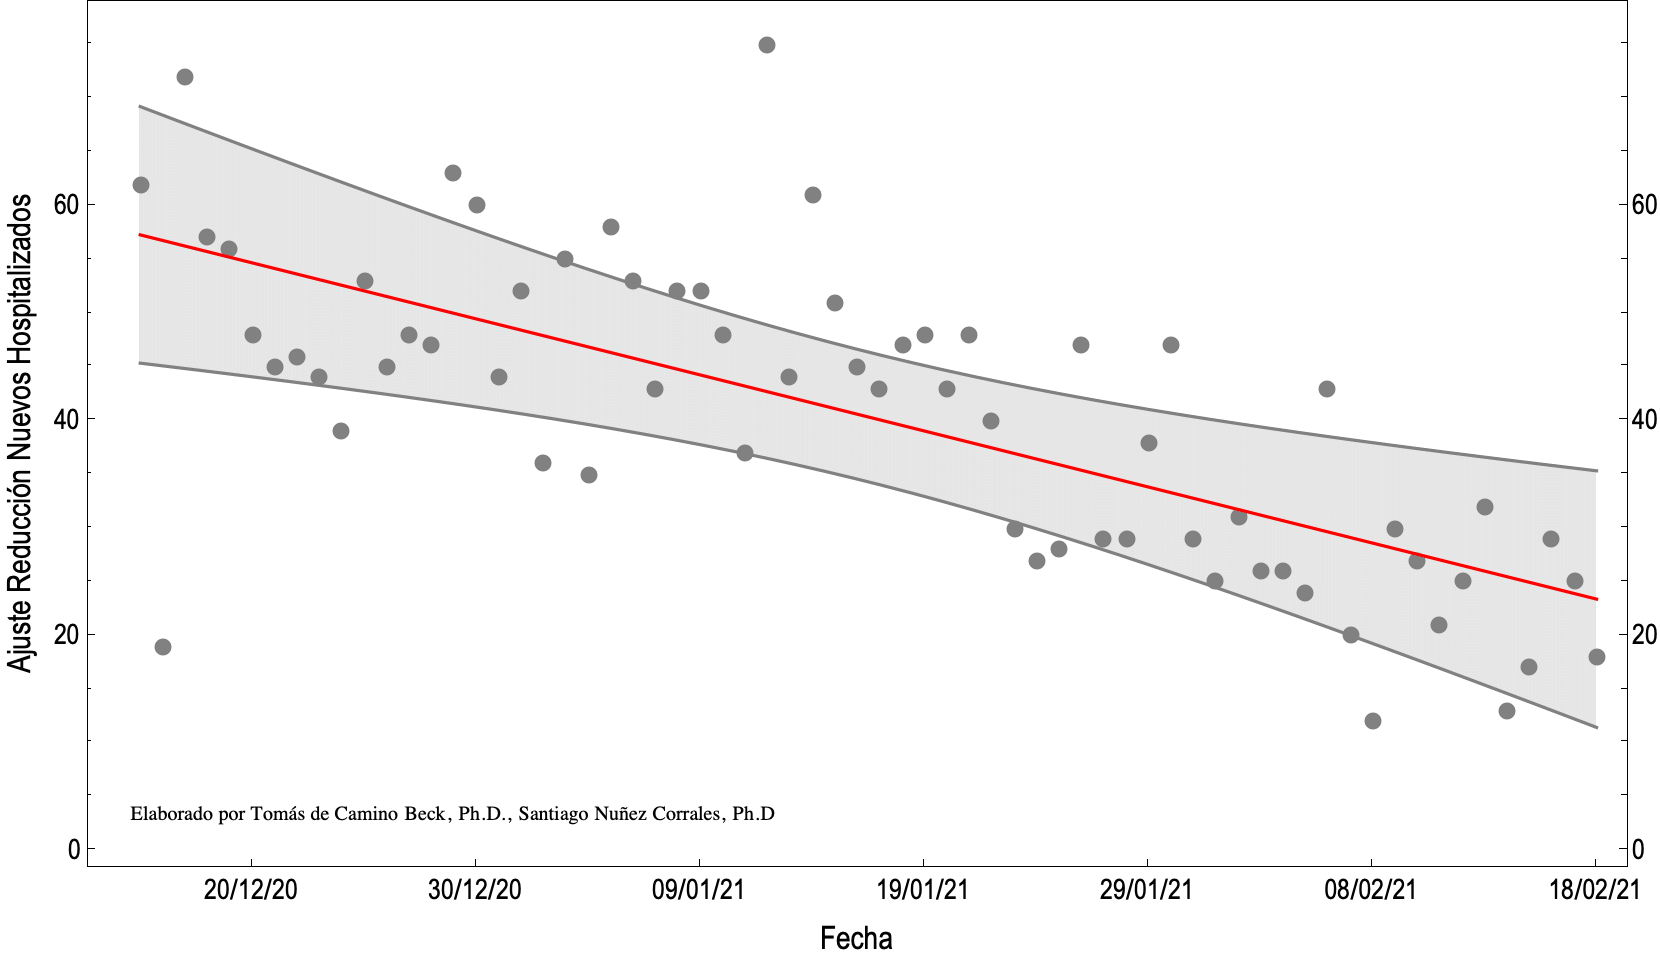 Ajuste Reducción Nuevos Hospitalizados
60
40
20
0
60
40
20
0
Elaborado por Tomás de Camino Beck, Ph.D., Santiago Nuñez Corrales, Ph.D
20/12/20 30/12/20 09/01/21 19/01/21 29/01/21 08/02/21 18/02/21
Fecha